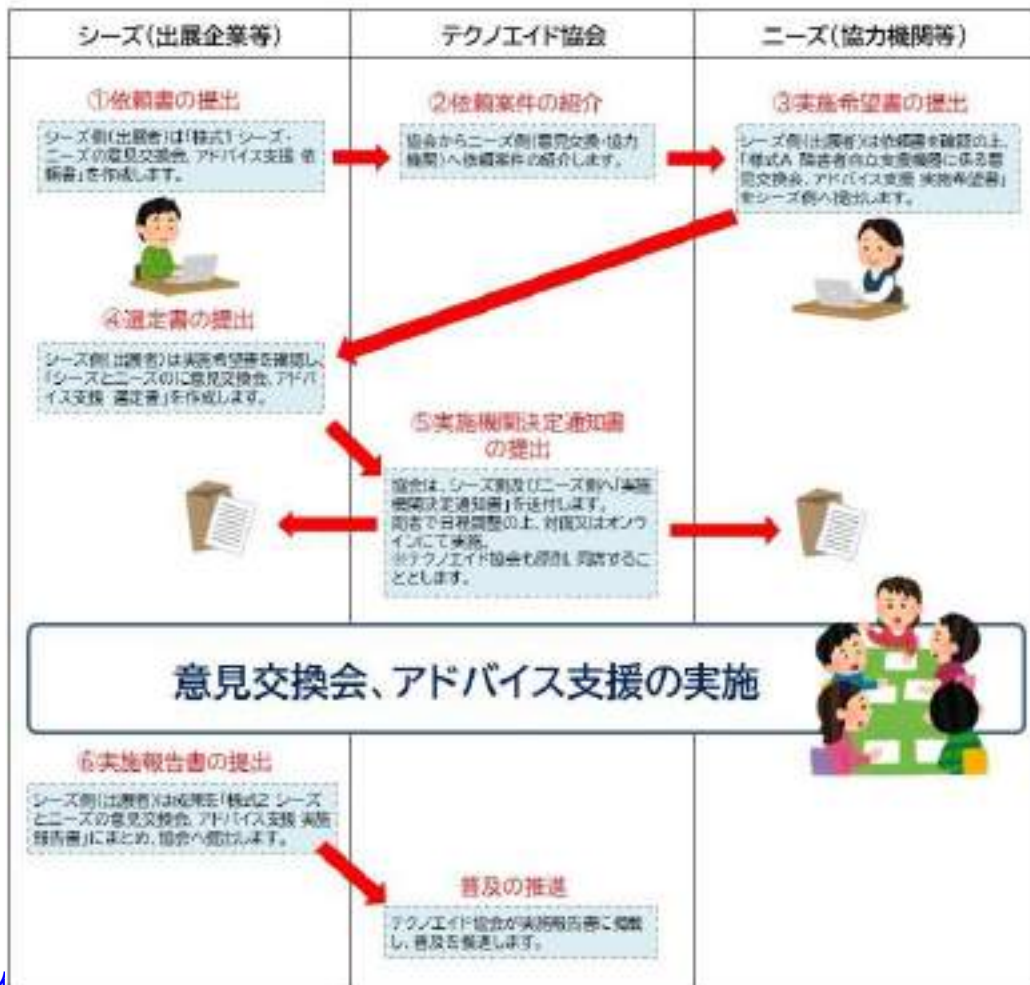 シーズ(出展企業等)
テクノエイド協会
ニーズ(協力機関等)
①依頼書の提出
シーズ側(出展者)は「様式1 シーズ・
ニーズの意見交換会、アドバイス支援 依
頼書」を作成します。
②依頼案件の紹介
協会からニーズ側(意見交換・協力
機関)へ依頼案件の紹介します。
③実施希望書の提出
シーズ側(出展者)は依頼書を確認の上、
「様式A 障害者自立支援機器に係る意
見交換会、アドバイス支援 実施希望書」
をシーズ側へ提出します。
④選定書の提出
シーズ側(出展者)は実施希望書を確認し、
「シーズとニーズのに意見交換会、アドバ
イス支援 選定書」を作成します。
⑤実施機関決定通知書
の提出
協会は、シーズ側及びニーズ側へ「実施
機関決定通知書」を送付します。
両者で日程調整の上、対面又はオンラ
インにて実施。
※テクノエイド協会も原則、同席するこ
ととします。
意見交換会、アドバイス支援の実施
⑥実施報告書の提出
シーズ側(出展者)は成果を「様式2 シーズ
とニーズの意見交換会、アドバイス支援 実施
報告書」にまとめ、協会へ提出します。
普及の推進
テクノエイド協会が実施報告書に掲載
し、普及を推進します。